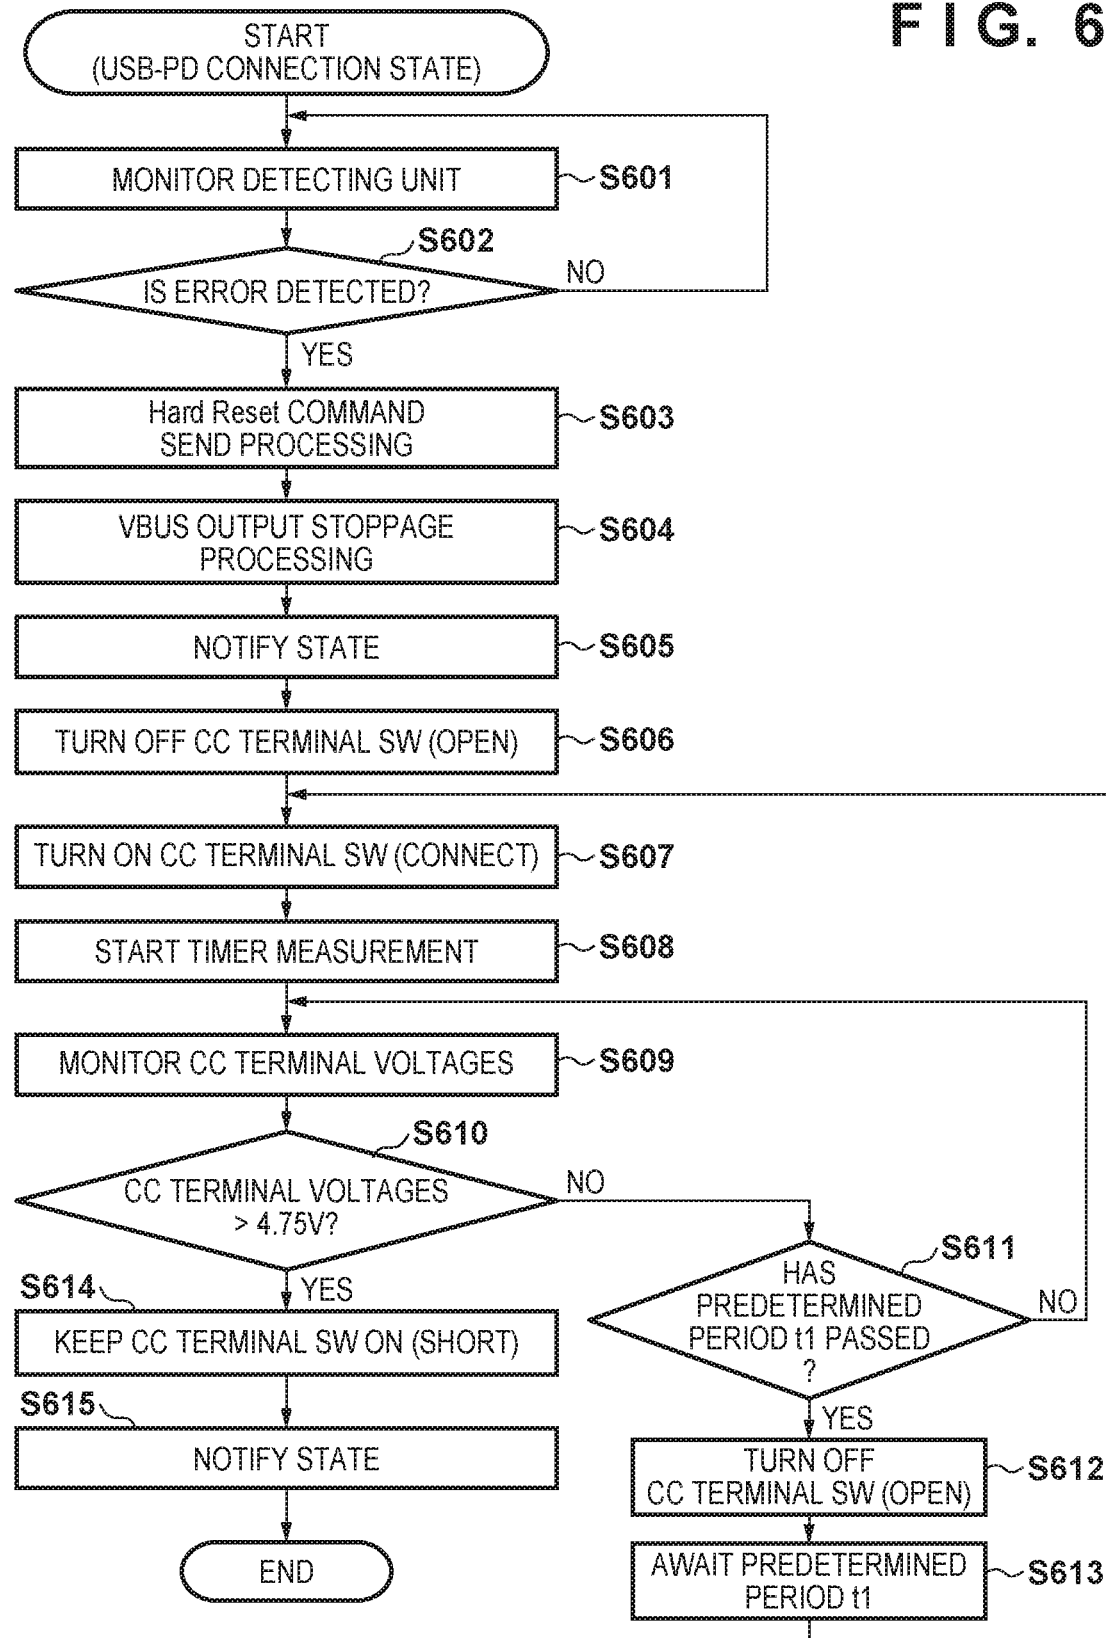 FIG. 6
START
(USB-PD CONNECTION STATE)
MONITOR DETECTING UNIT
S601
S602
IS ERROR DETECTED?
NO
YES
Hard Reset COMMAND
SEND PROCESSING
S603
VBUS OUTPUT STOPPAGE
PROCESSING
S604
NOTIFY STATE
S605
TURN OFF CC TERMINAL SW (OPEN)
S606
TURN ON CC TERMINAL SW (CONNECT)
S607
START TIMER MEASUREMENT
S608
MONITOR CC TERMINAL VOLTAGES
S609
S610
CC TERMINAL VOLTAGES
> 4.75V?
NO
YES
S611
HAS
PREDETERMINED
PERIOD t1 PASSED
?
NO
YES
S614
KEEP CC TERMINAL SW ON (SHORT)
S615
NOTIFY STATE
END
TURN OFF
CC TERMINAL SW (OPEN)
S612
AWAIT PREDETERMINED
PERIOD t1
S613